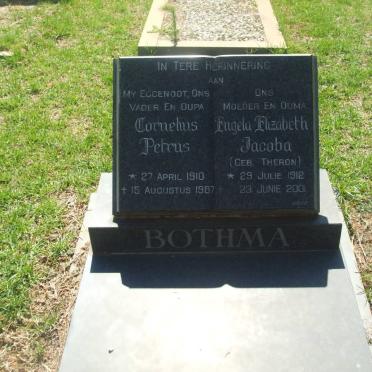 IN TERE HERINNERING
AAN
MY EGGENOOT, ONS
VADER EN OUPA
Cornelius
Petrus
★ 27 APRIL 1910
✝ 15 AUGUSTUS 1987
ONS
MOEDER EN OUMA
Engela Elizabeth
Jacoba
(GEB. THERON)
★ 29 JULIE 1912
23 JUNIE 2001
BOTHMA